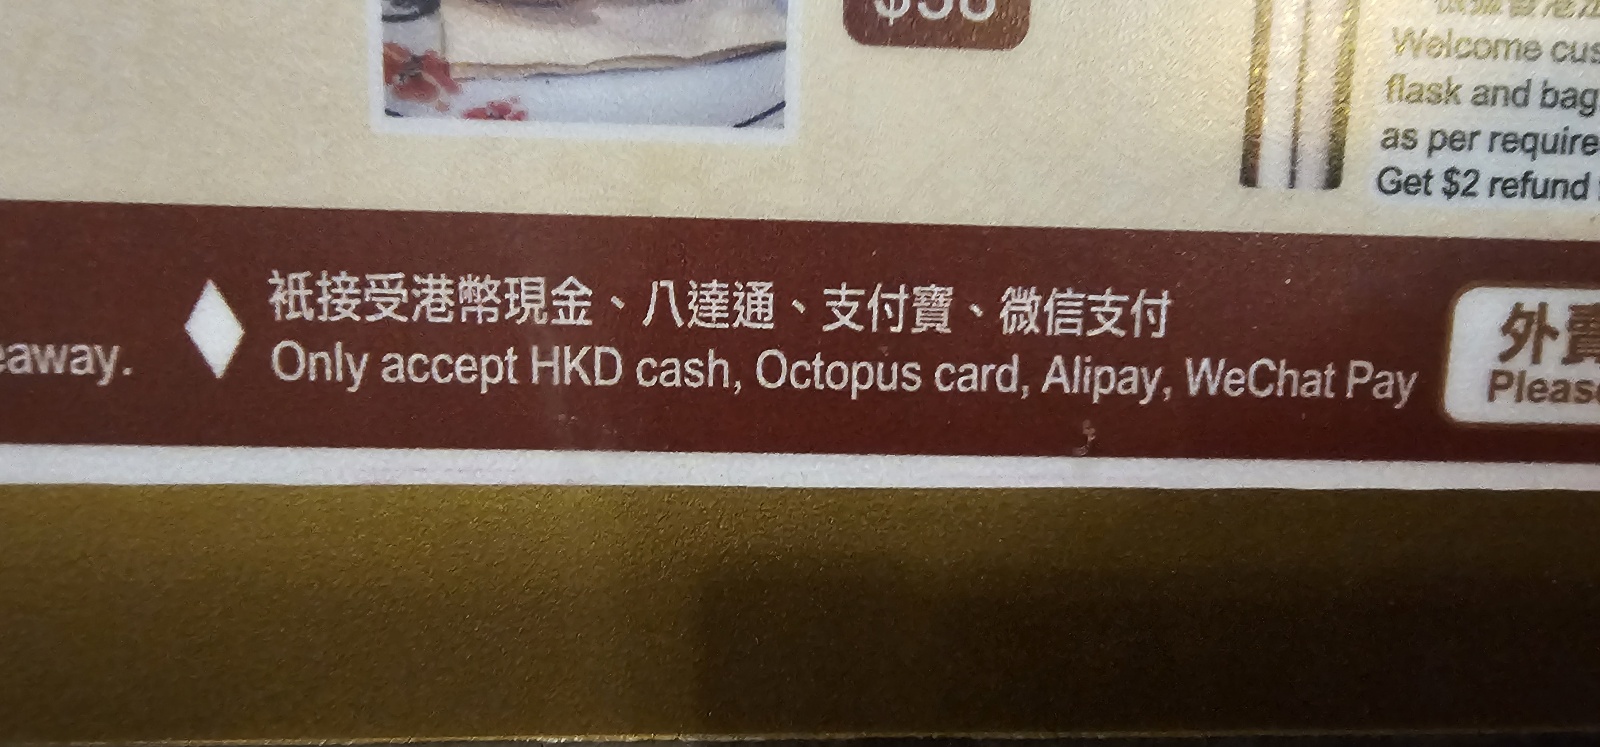 Welcome
flask and bag
as per require
Get $2 refund
eaway.
祇接受港幣現金、八達通、支付寶、微信支付
Only accept HKD cash, Octopus card, Alipay, WeChat Pay
外賣
Please